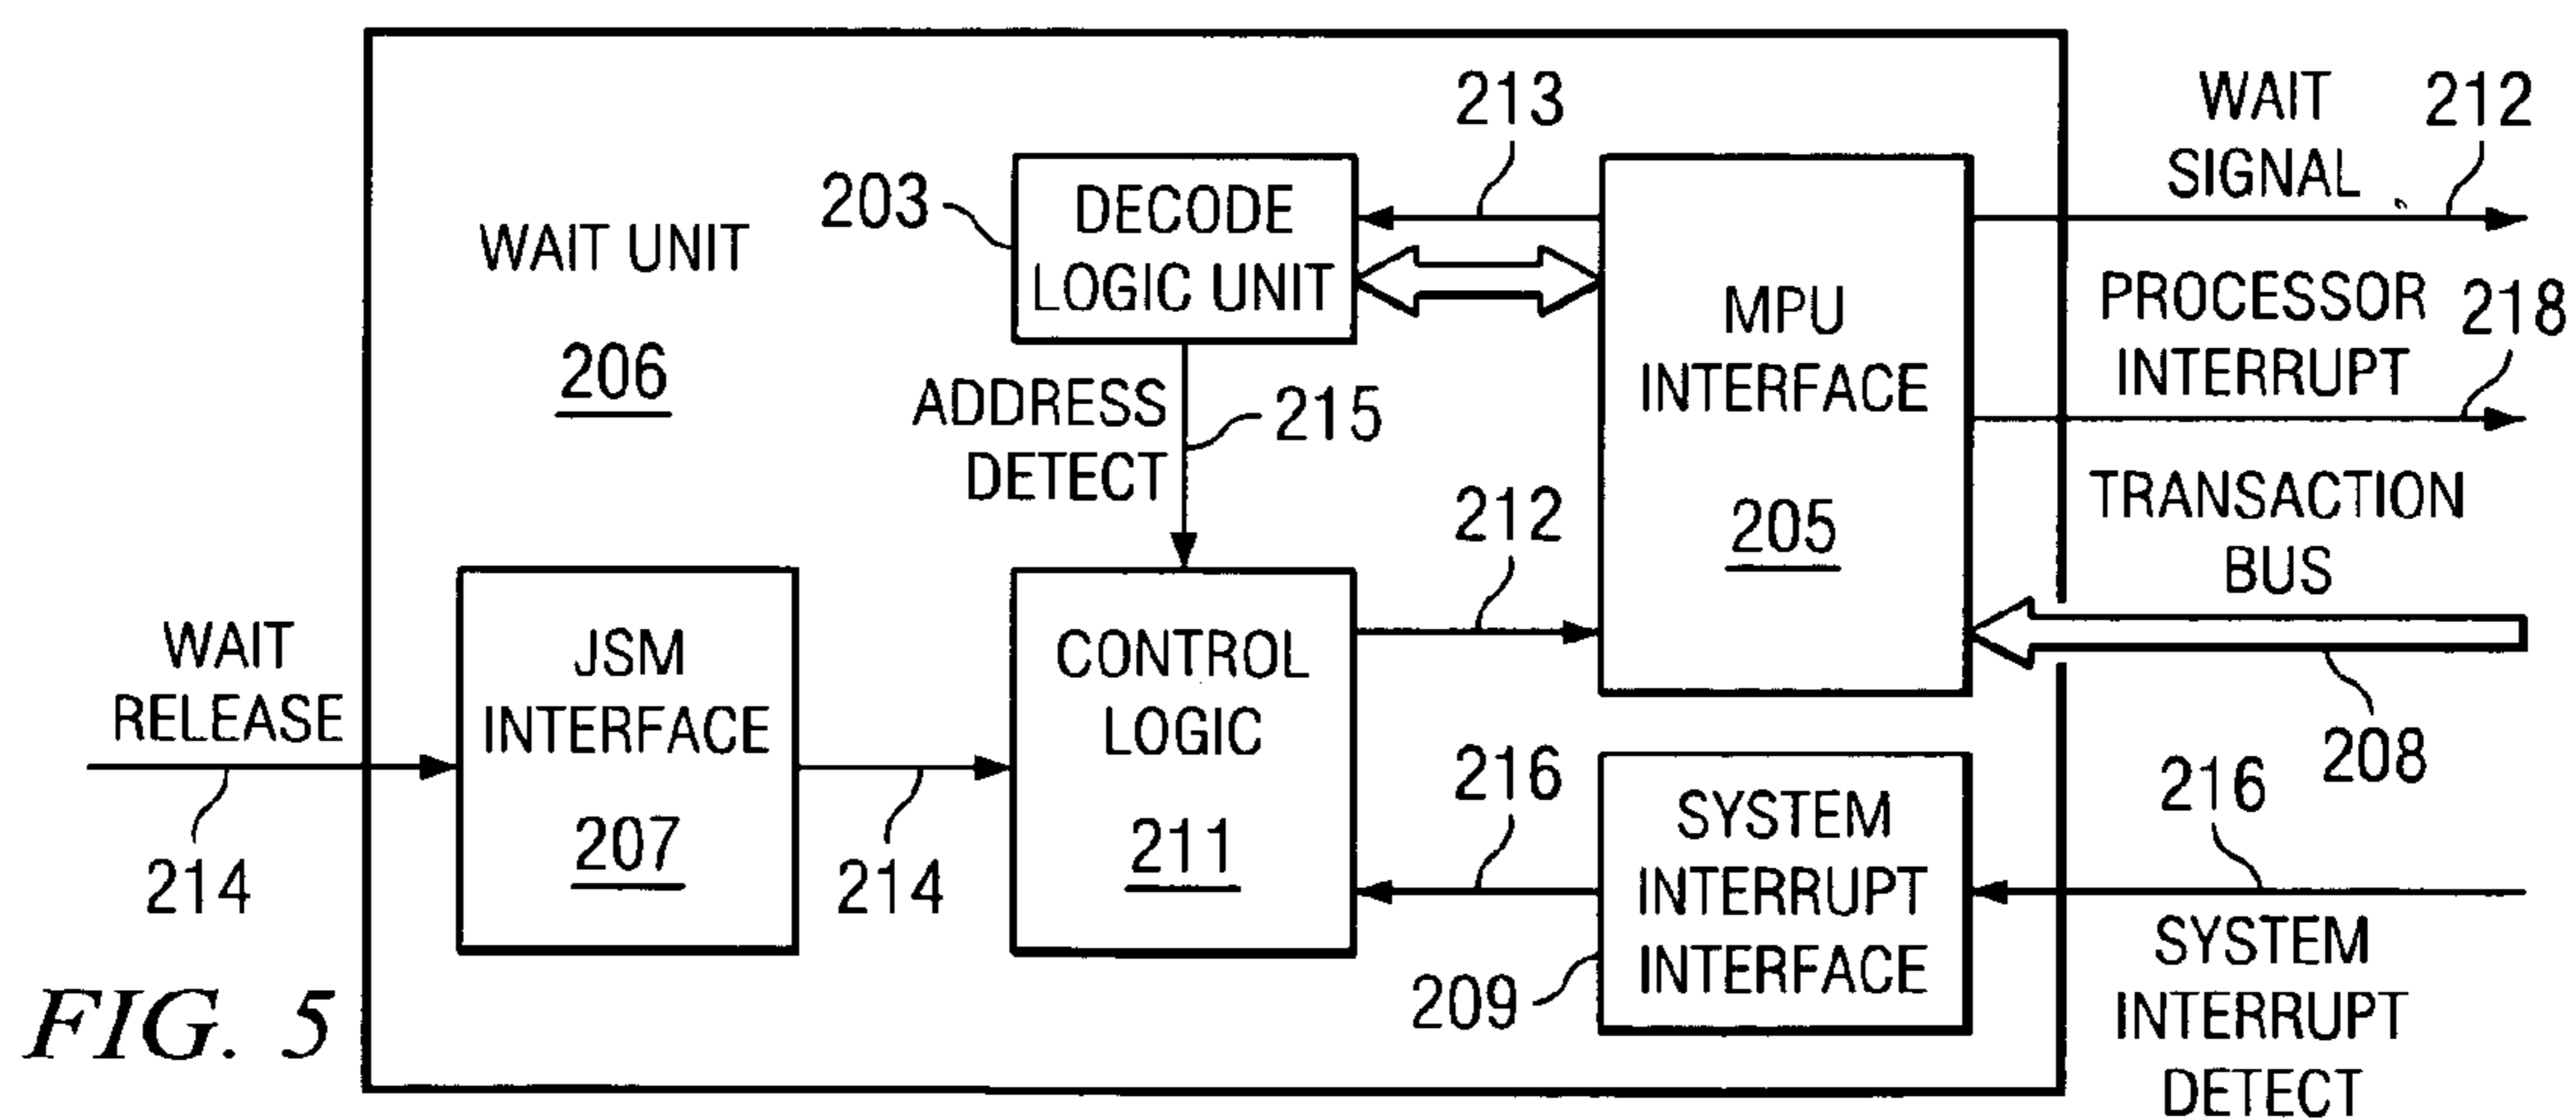 213
WAIT
SIGNAL
212
203
DECODE
LOGIC UNIT
WAIT UNIT
206
MPU
INTERFACE
205
PROCESSOR
INTERRUPT
218
ADDRESS
DETECT
215
TRANSACTION
BUS
208
212
WAIT
RELEASE
214
JSM
INTERFACE
207
214
CONTROL
LOGIC
211
216
SYSTEM
INTERRUPT
INTERFACE
209
216
SYSTEM
INTERRUPT
DETECT
FIG. 5